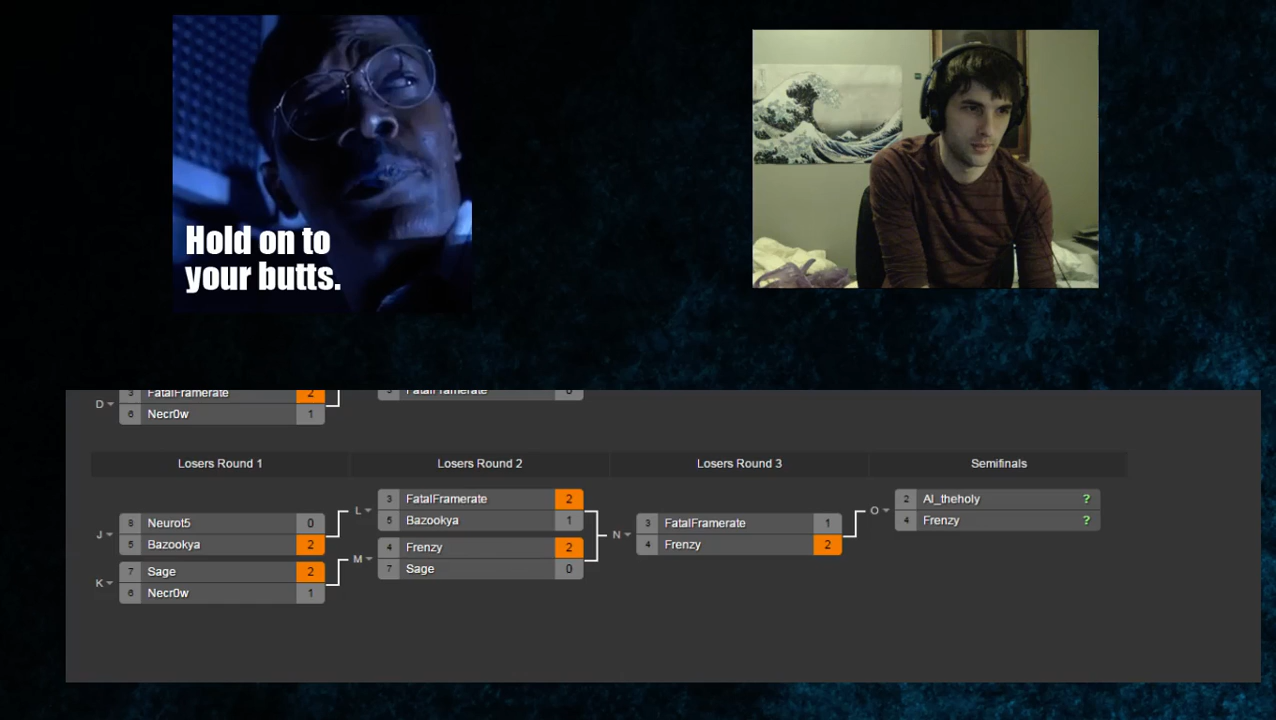 Hold on to
your butts.
3 FatalFramerate 2
D
6 Necr0w 1
FatalFramerate
Losers Round 1
Losers Round 2
Losers Round 3
Semifinals
J
8 Neurot5 0
5 Bazookya 2
K
7 Sage 2
6 Necr0w 1
L
3 FatalFramerate 2
5 Bazookya 1
M
4 Frenzy 2
7 Sage 0
N
3 FatalFramerate 1
4 Frenzy 2
O
2 Al_theholy ?
4 Frenzy ?